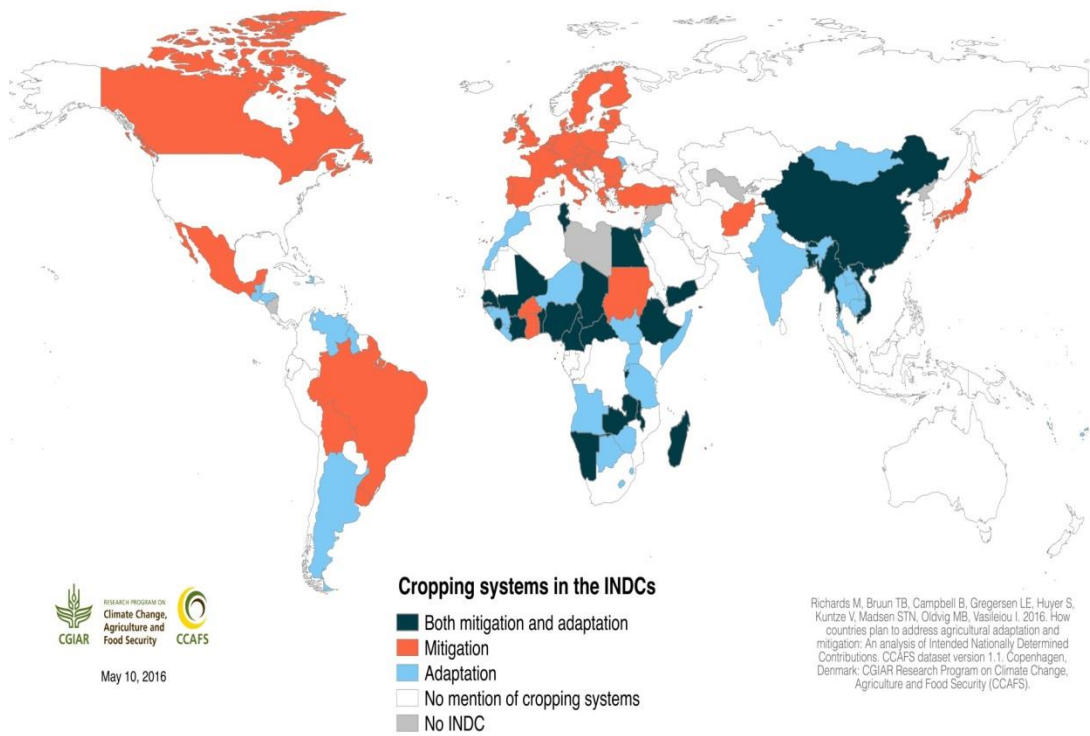 Cropping systems in the INDCs
Both mitigation and adaptation
Mitigation
Adaptation
No mention of cropping systems
No INDC
CGIAR
RESEARCH PROGRAM ON
Climate Change,
Agriculture and
Food Security
CCAFS
May 10, 2016
Richards M, Bruun TB, Campbell B, Gregersen LE, Huyer S,
Kuntze V, Madsen STN, Oldvig MB, Vasileiou I. 2016. How
countries plan to address agricultural adaptation and
mitigation: An analysis of Intended Nationally Determined
Contributions. CCAFS dataset version 1.1. Copenhagen,
Denmark: CGIAR Research Program on Climate Change,
Agriculture and Food Security (CCAFS).